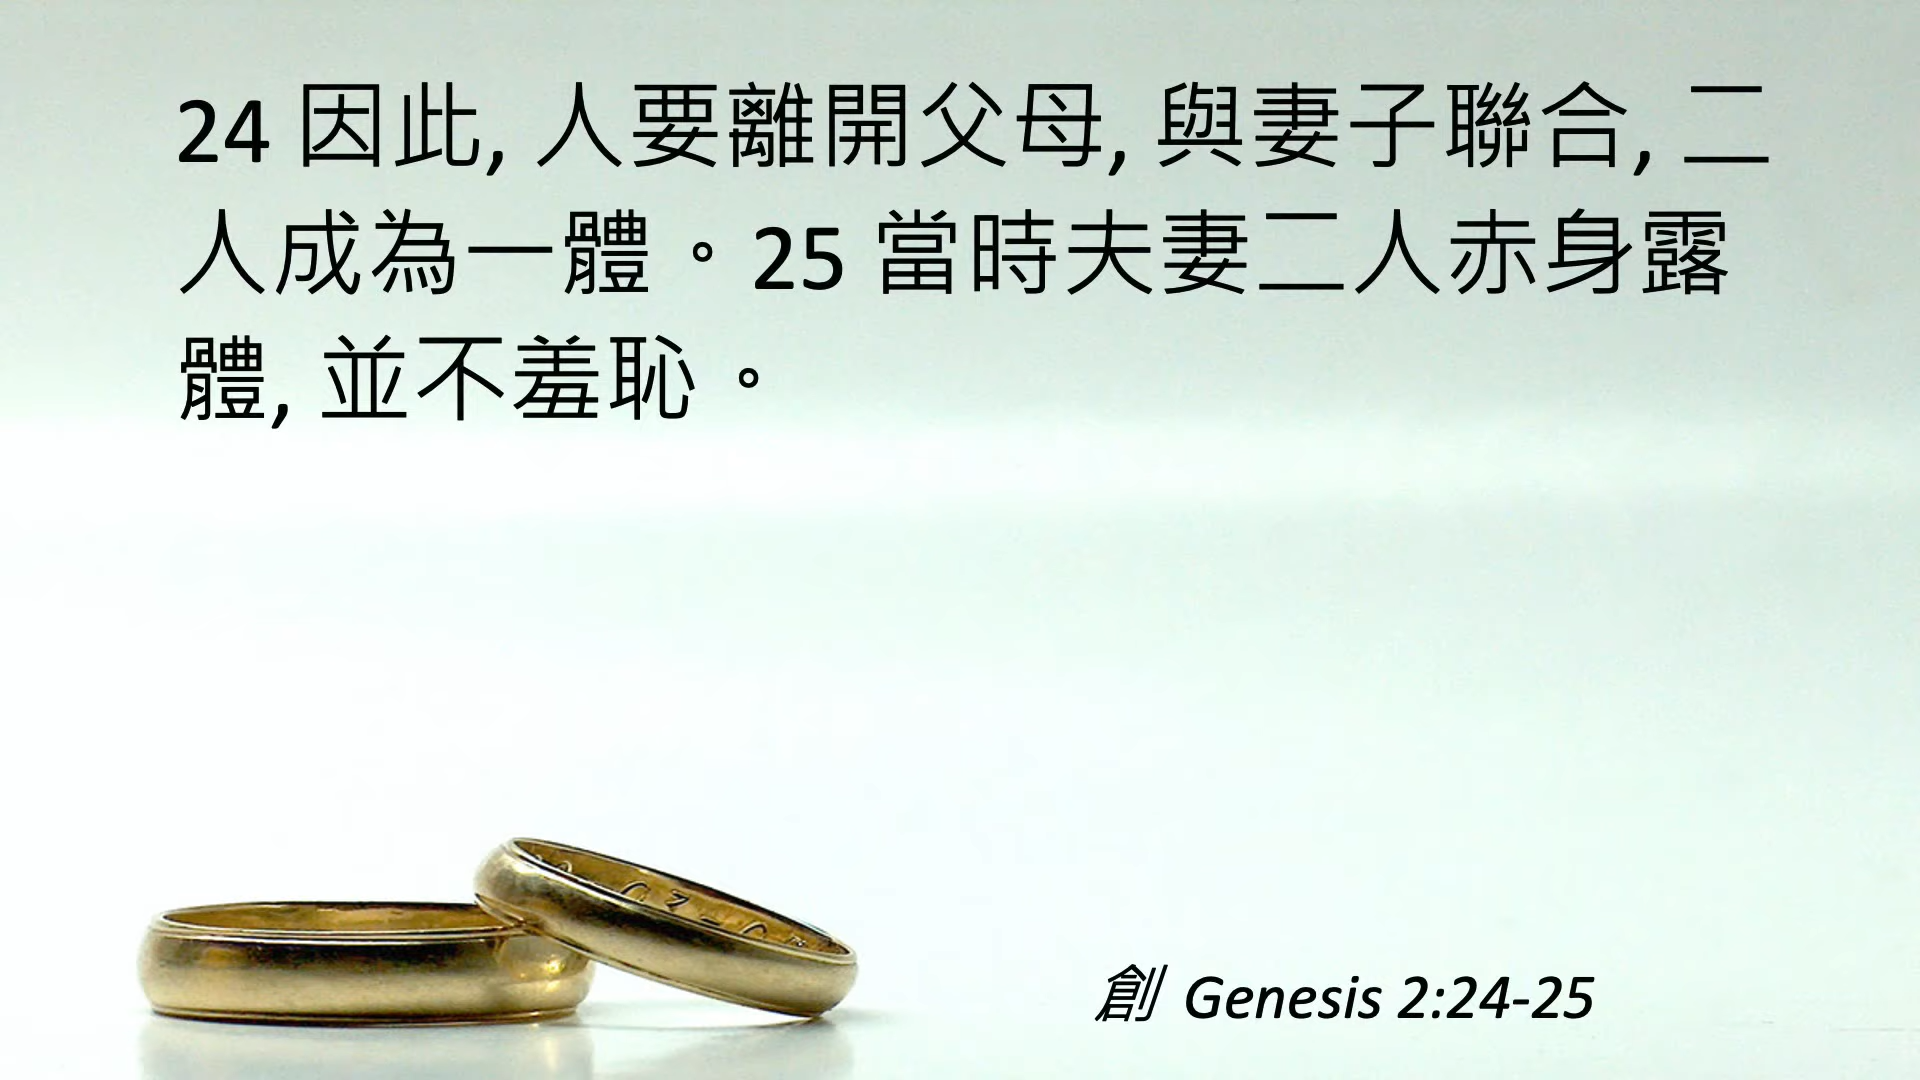 24 因此, 人要離開父母, 與妻子聯合, 二
人成為一體。25 當時夫妻二人赤身露
體, 並不羞恥。
創 Genesis 2:24-25